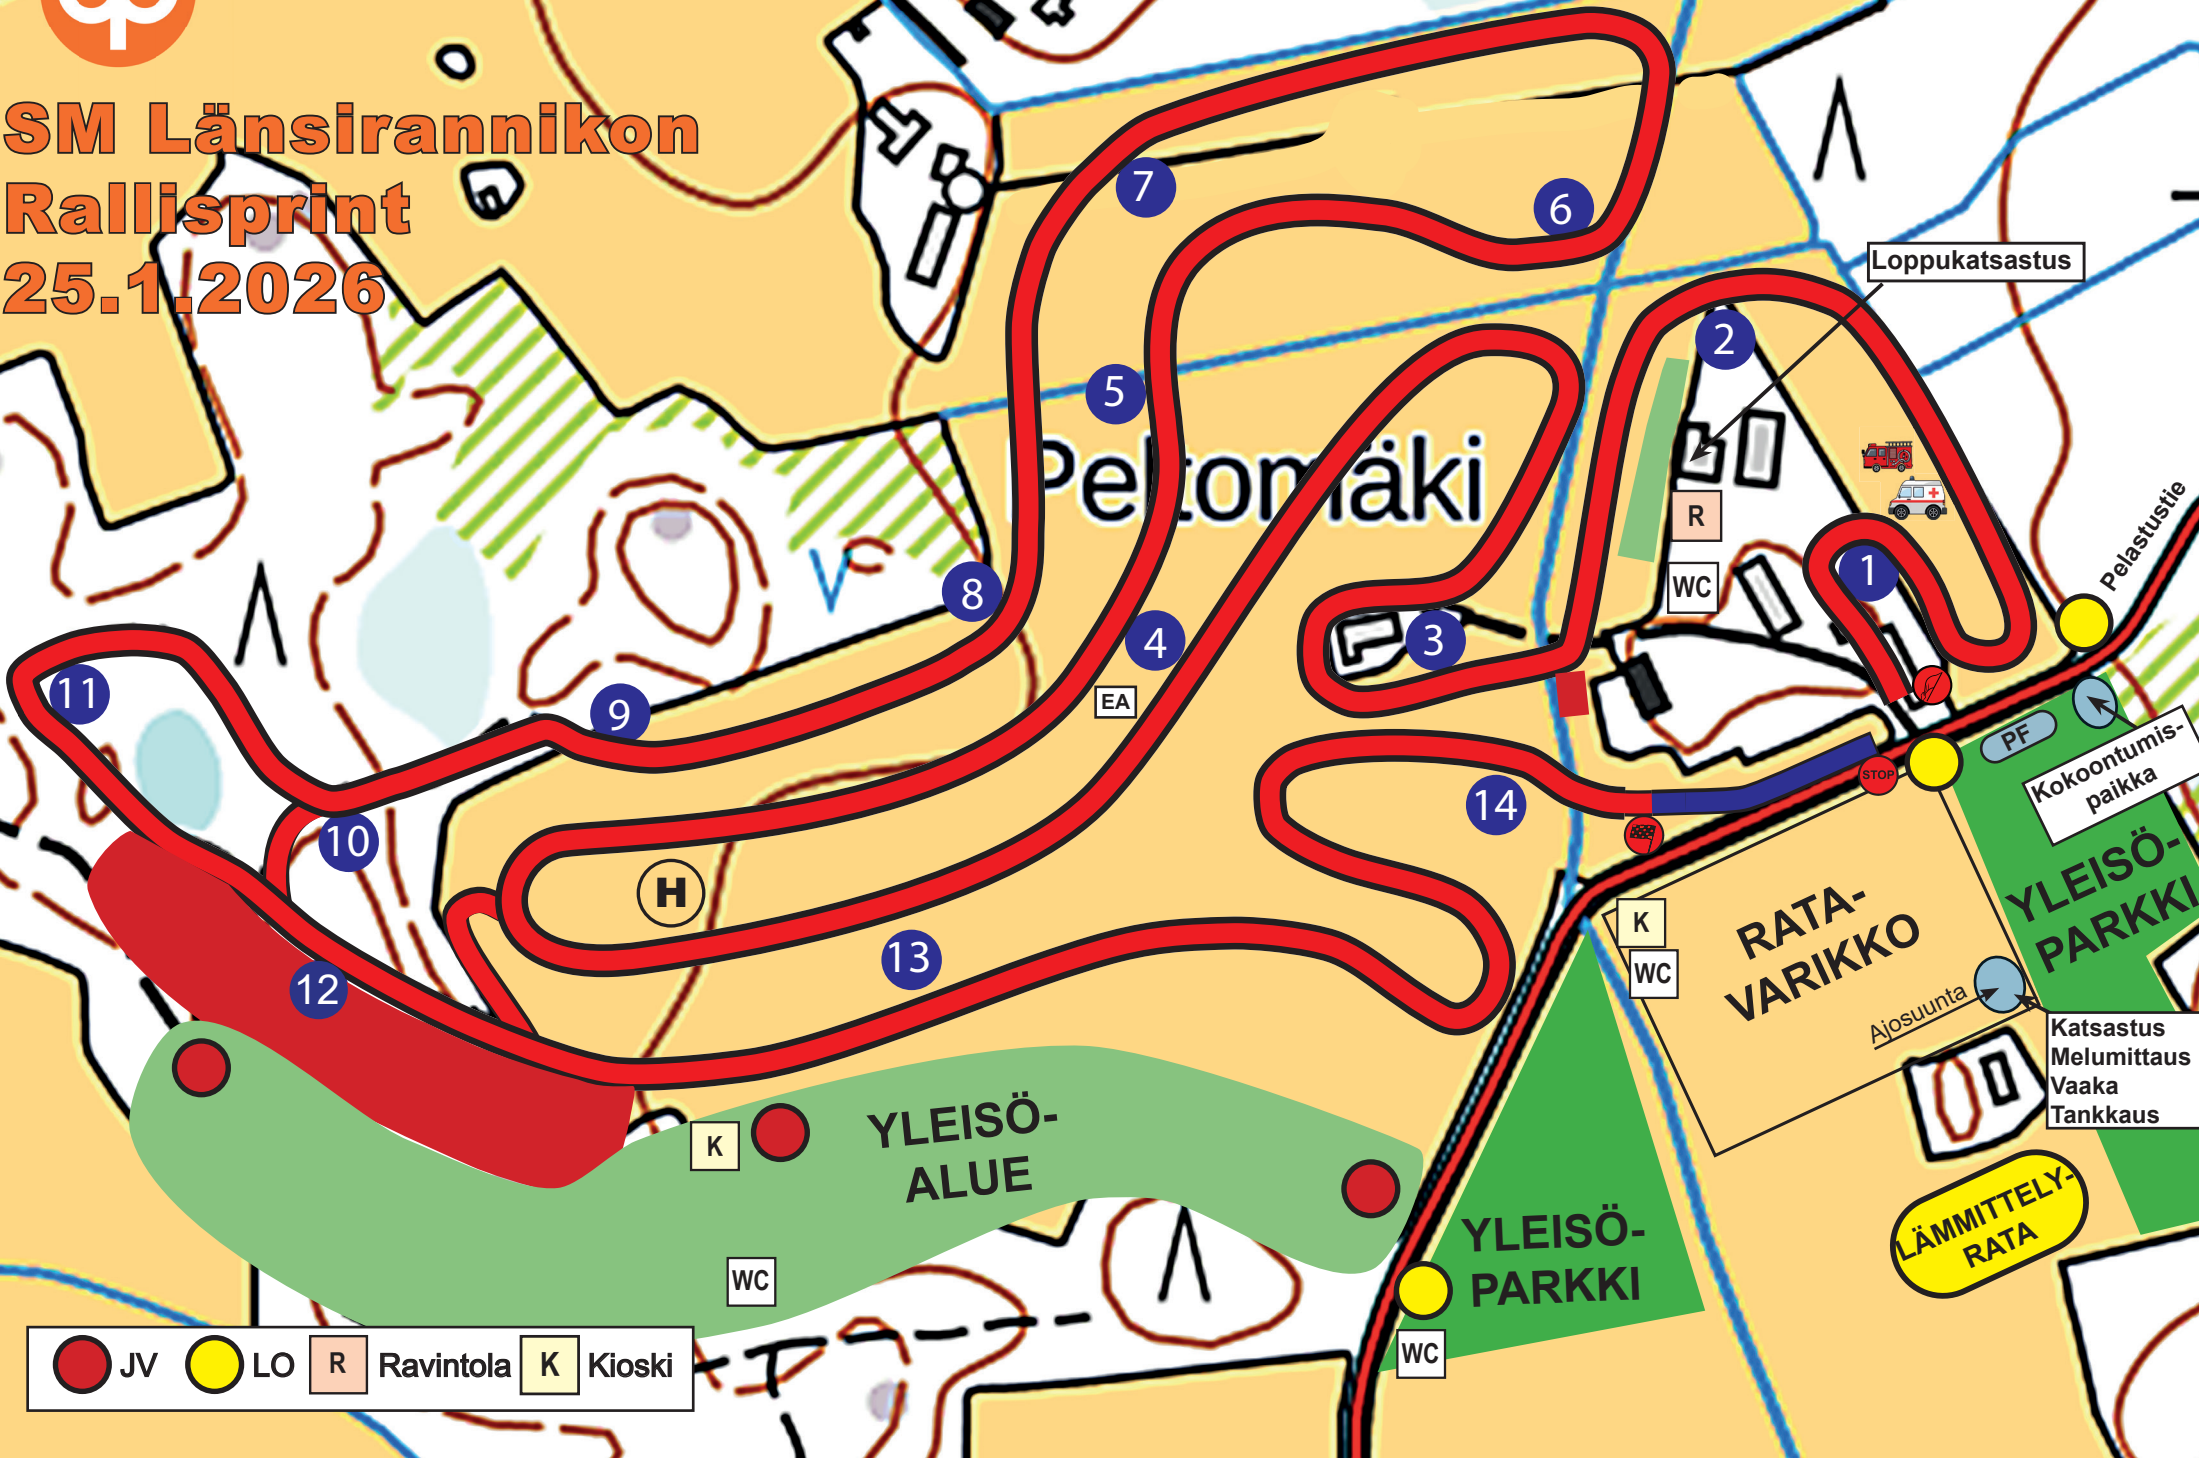 SM Länsirannikon
Rallisprint
25.1.2026
7
6
Loppukatsastus
2
5
Peltomäki
R
Pelastustie
WC
1
8
4
3
11
EA
9
PF
Kokoontumis-
paikka
STOP
14
10
H
YLEISÖ-
PARKKI
K
WC
RATA-
VARIKKO
13
12
Ajosuunta
Katsastus
Melumittaus
Vaaka
Tankkaus
YLEISÖ-
ALUE
K
LÄMMITTELY-
RATA
YLEISÖ-
PARKKI
WC
WC
JV LO R Ravintola K Kioski